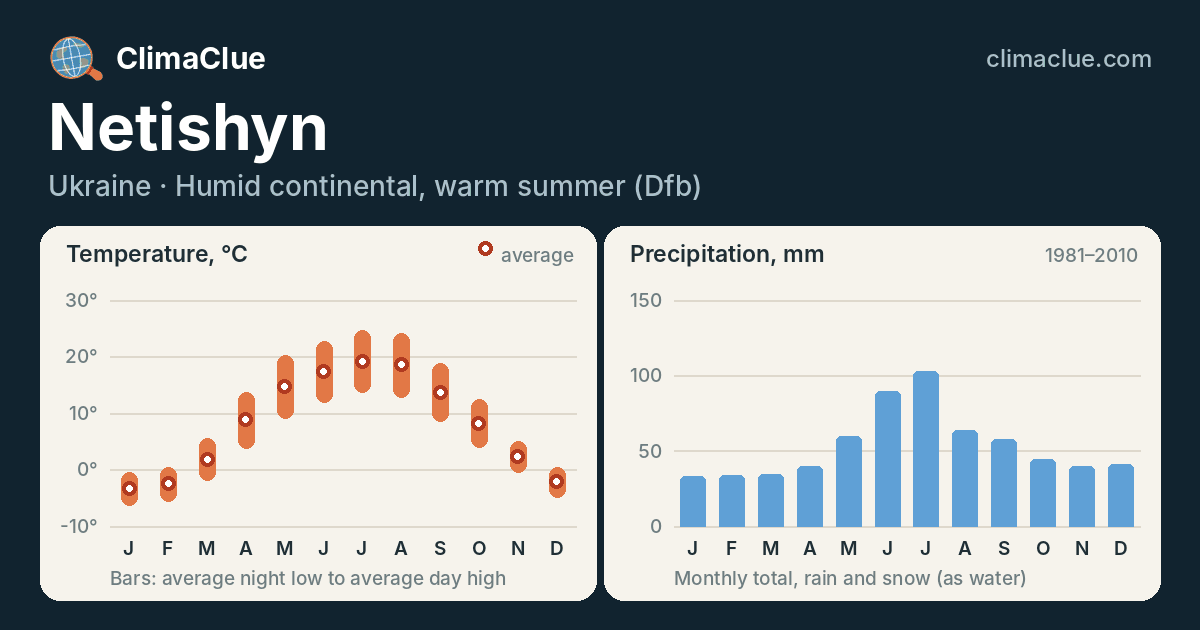 ClimaClue
climaclue.com
Netishyn
Ukraine · Humid continental, warm summer (Dfb)
Temperature, °C
average
30°
20°
10°
0°
-10°
J F M A M J J A S O N D
Bars: average night low to average day high
Precipitation, mm
1981–2010
150
100
50
0
J F M A M J J A S O N D
Monthly total, rain and snow (as water)